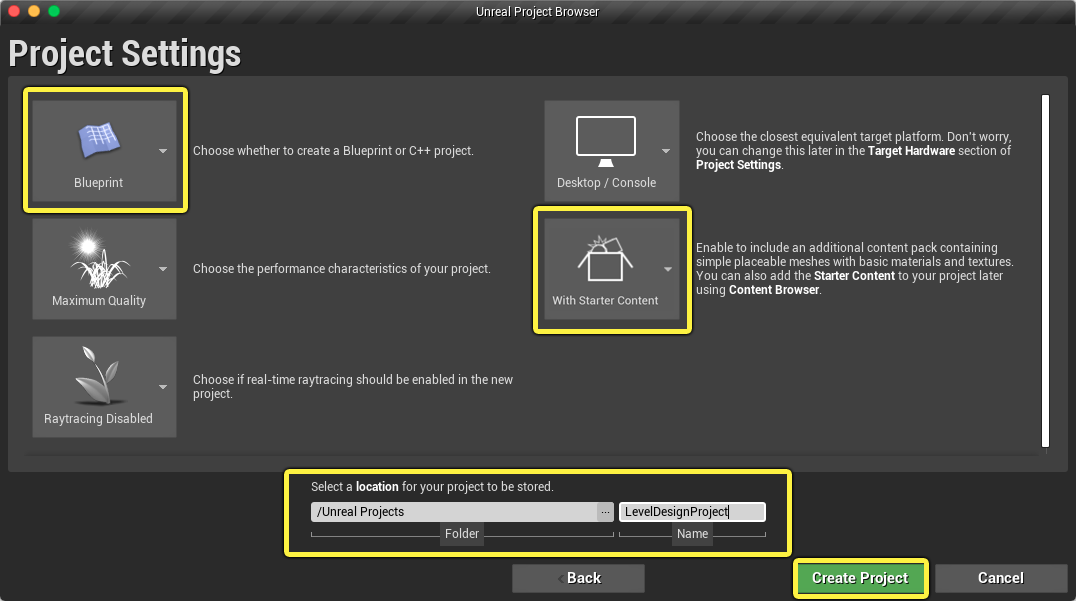 Unreal Project Browser
Project Settings
Blueprint
Choose whether to create a Blueprint or C++ project.
Desktop / Console
Choose the closest equivalent target platform. Don't worry,
you can change this later in the Target Hardware section of
Project Settings.
Maximum Quality
Choose the performance characteristics of your project.
With Starter Content
Enable to include an additional content pack containing
simple placeable meshes with basic materials and textures.
You can also add the Starter Content to your project later
using Content Browser.
Raytracing Disabled
Choose if real-time raytracing should be enabled in the new
project.
Select a location for your project to be stored.
/Unreal Projects
...
LevelDesignProject
Folder
Name
Back
Create Project
Cancel